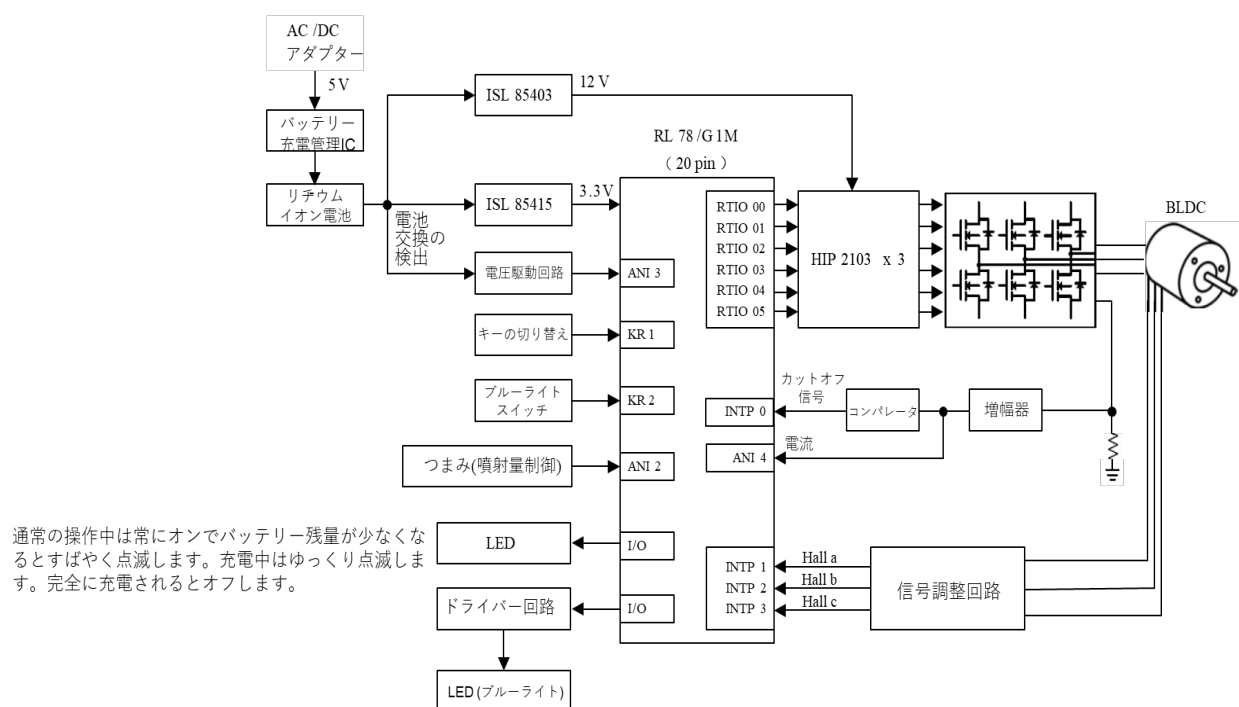 AC /DC
アダプター
5 V
バッテリー
充電管理IC
リチウム
イオン電池
ISL 85403
12 V
ISL 85415
3.3 V
電池
交換の
検出
電圧駆動回路
キーの切り替え
ブルーライト
スイッチ
つまみ(噴射量制御)
通常の操作中は常にオンでバッテリー残量が少なくな
るとすばやく点滅します。充電中はゆっくり点滅しま
す。完全に充電されるとオフします。
LED
ドライバー回路
LED (ブルーライト)
RL 78 /G 1M
( 20 pin )
ANI 3
KR 1
KR 2
ANI 2
I/O
I/O
RTIO 00
RTIO 01
RTIO 02
RTIO 03
RTIO 04
RTIO 05
INTP 0
ANI 4
INTP 1
INTP 2
INTP 3
HIP 2103 x 3
BLDC
カットオフ
信号
コンパレータ
増幅器
電流
Hall a
Hall b
Hall c
信号調整回路